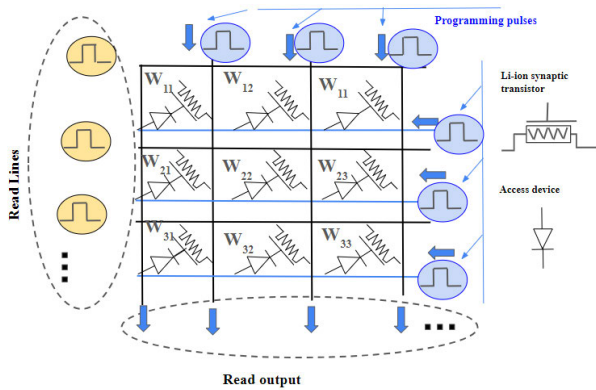 Programming pulses
Read Lines
W11 W12 W11
W21 W22 W23
W31 W32 W33
Li-ion synaptic
transistor
Access device
Read output